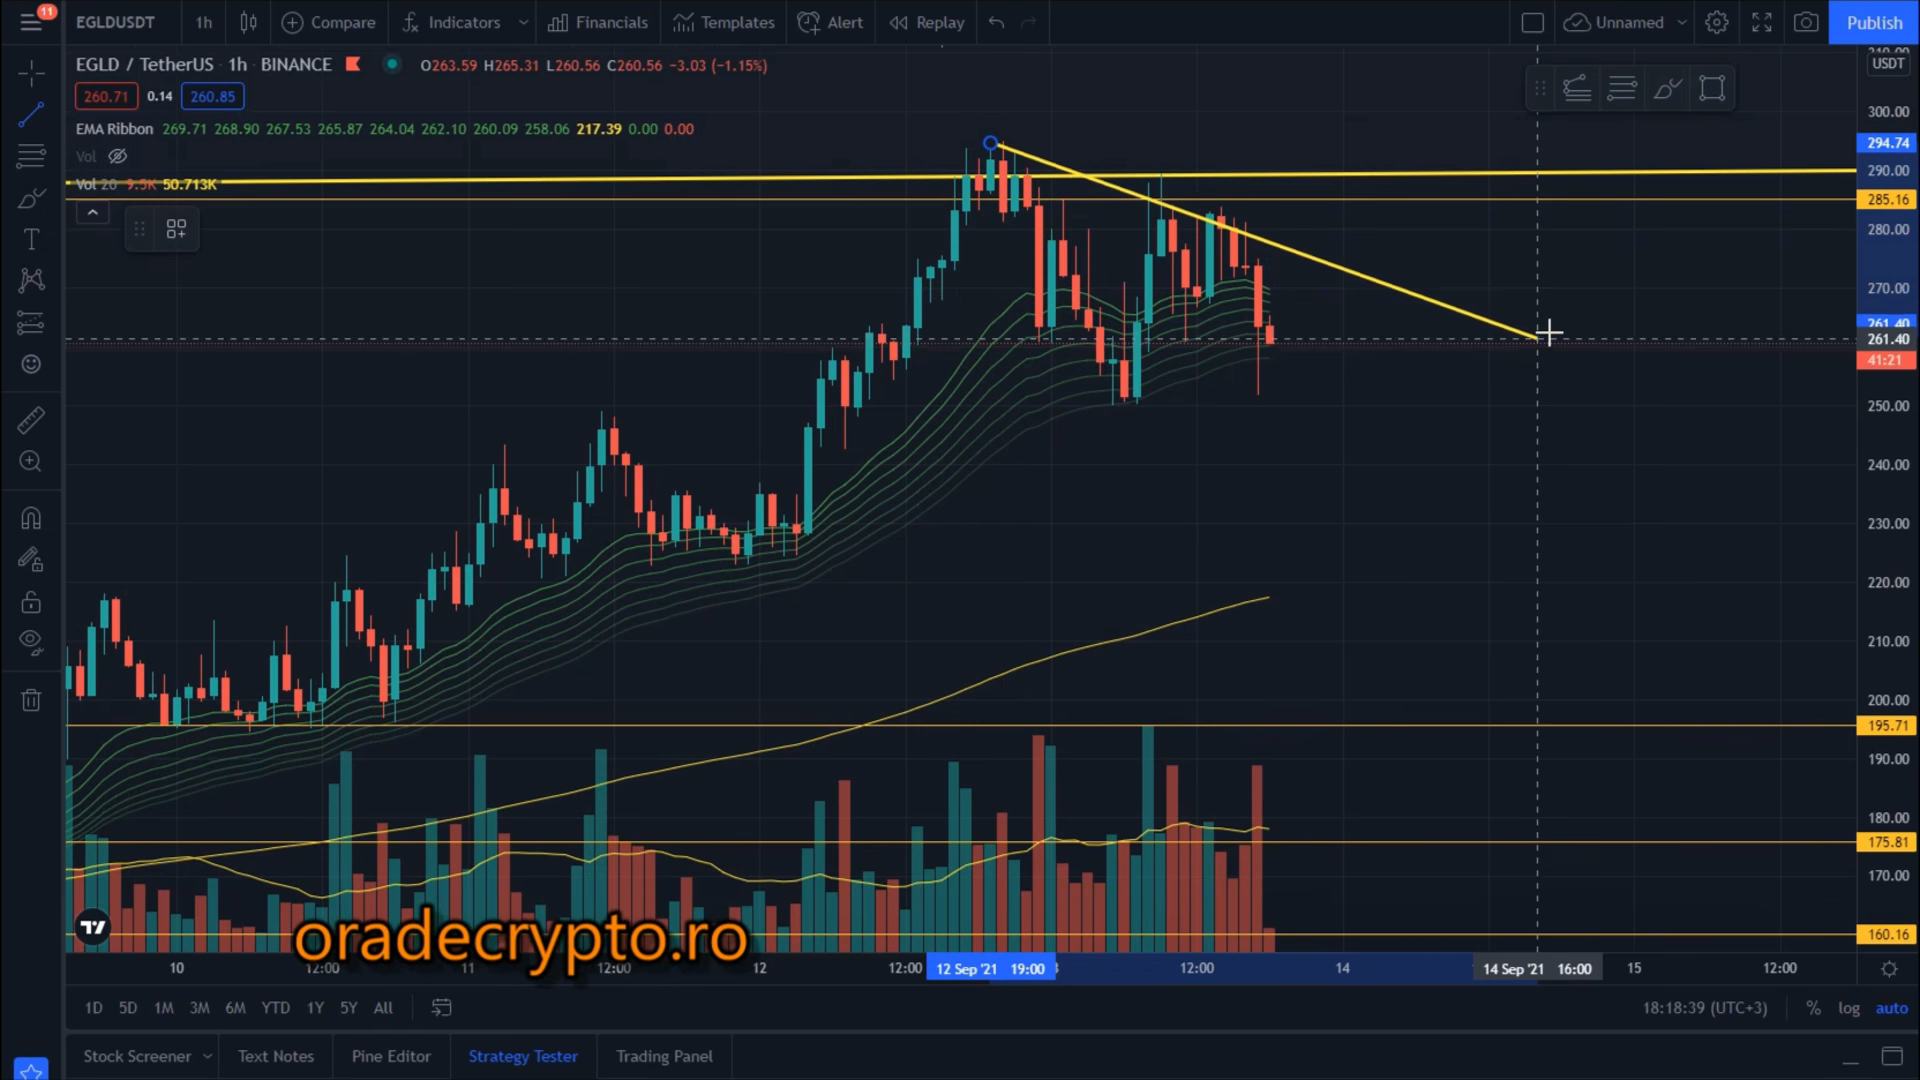 11
EGLDUSDT 1h Compare Indicators Financials Templates Alert Replay Unnamed Publish
EGLD / TetherUS · 1h · BINANCE O263.59 H265.31 L260.56 C260.56 −3.03 (−1.15%)
260.71 0.14 260.85
EMA Ribbon 269.71 268.90 267.53 265.87 264.04 262.10 260.09 258.06 217.39 0.00 0.00
Vol
Vol 20 9.5K 50.713K
USDT
300.00
294.74
290.00
285.16
280.00
270.00
261.40
261.40
41:21
250.00
240.00
230.00
220.00
210.00
200.00
195.71
190.00
180.00
175.81
170.00
160.16
oradecrypto.ro
10 12:00 11 12:00 12 12:00 12 Sep '21 19:00 12:00 14 14 Sep '21 16:00 15 12:00
1D 5D 1M 3M 6M YTD 1Y 5Y All 18:18:39 (UTC+3) % log auto
Stock Screener Text Notes Pine Editor Strategy Tester Trading Panel